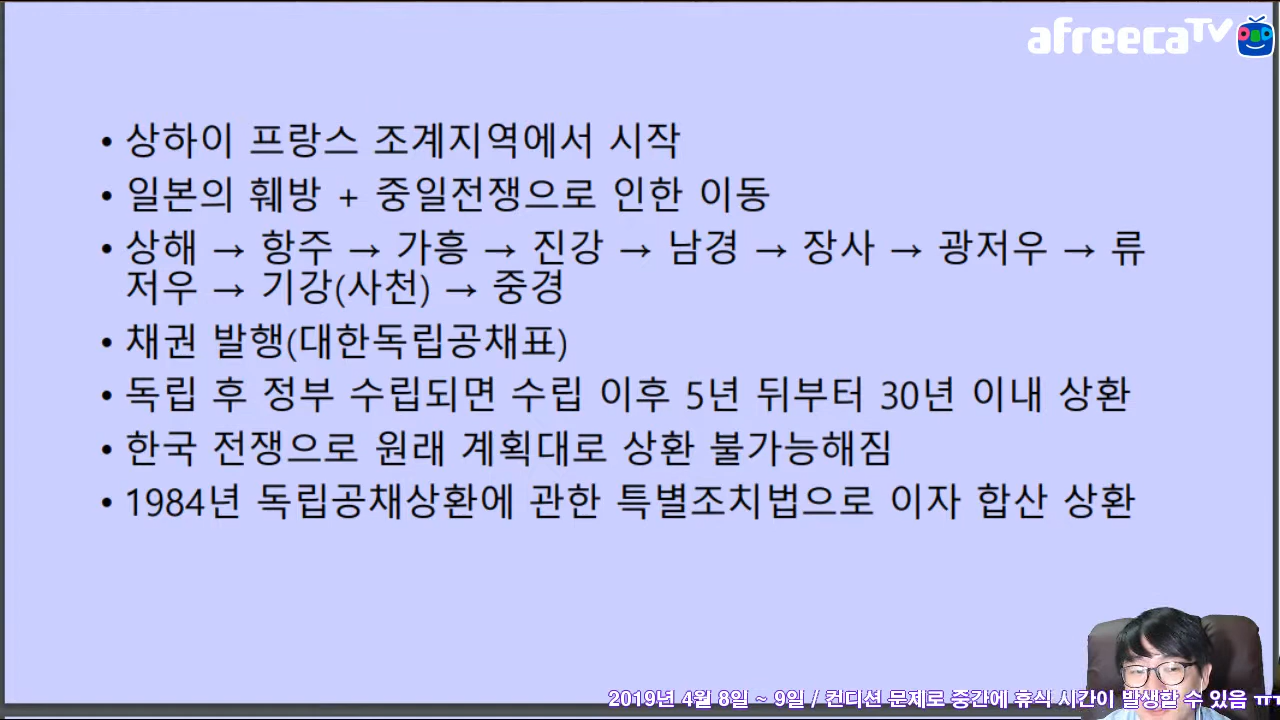 afreecaTV
• 상하이 프랑스 조계지역에서 시작
• 일본의 훼방 + 중일전쟁으로 인한 이동
• 상해 → 항주 → 가흥 → 진강 → 남경 → 장사 → 광저우 → 류
저우 → 기강(사천) → 중경
• 채권 발행(대한독립공채표)
• 독립 후 정부 수립되면 수립 이후 5년 뒤부터 30년 이내 상환
• 한국 전쟁으로 원래 계획대로 상환 불가능해짐
• 1984년 독립공채상환에 관한 특별조치법으로 이자 합산 상환
2019년 4월 8일 ~ 9일 / 컨디션 문제로 중간에 휴식 시간이 발생할 수 있음 ㅠㅠ